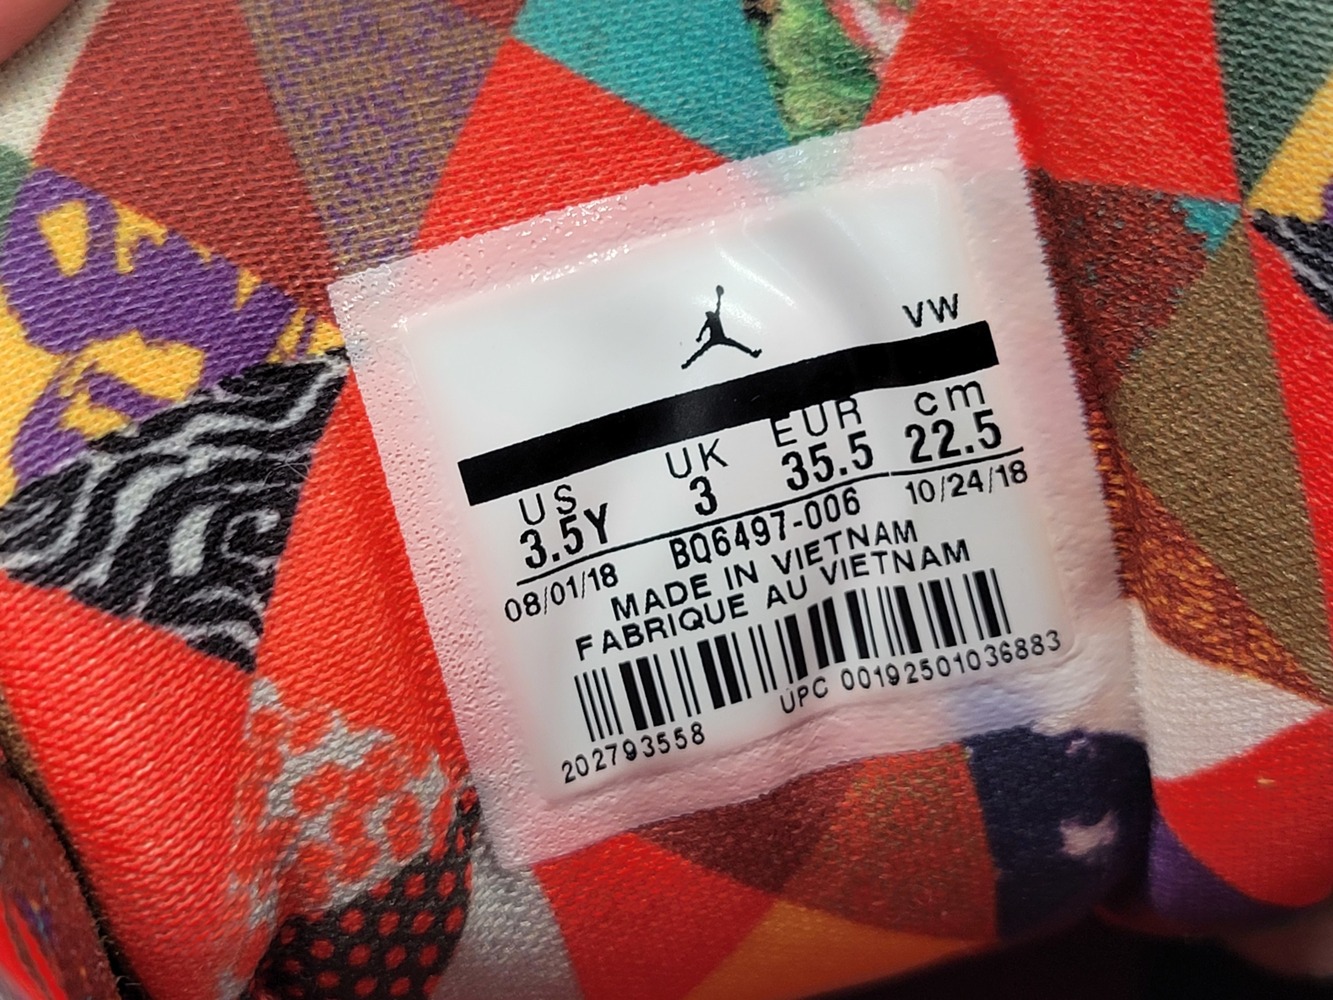 VW
US UK EUR cm
3.5Y 3 35.5 22.5
08/01/18 BQ6497-006 10/24/18
MADE IN VIETNAM
FABRIQUE AU VIETNAM
202793558 UPC 00192501036883